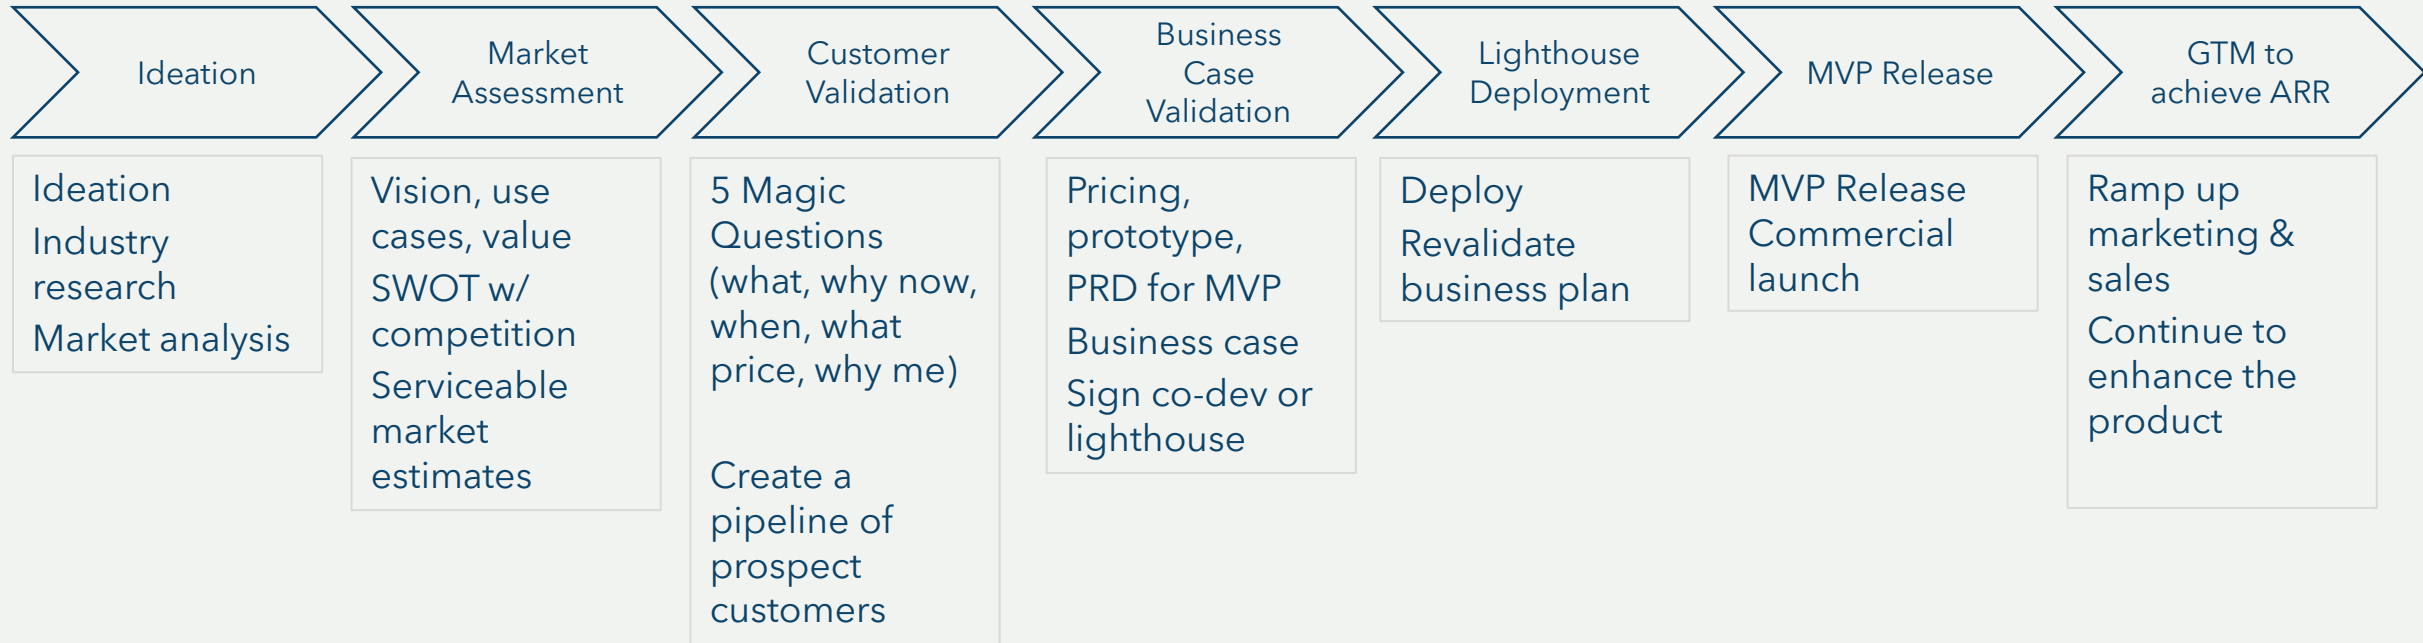 Ideation
Market
Assessment
Customer
Validation
Business
Case
Validation
Lighthouse
Deployment
MVP Release
GTM to
achieve ARR
Ideation
Industry
research
Market analysis
Vision, use
cases, value
SWOT w/
competition
Serviceable
market
estimates
5 Magic
Questions
(what, why now,
when, what
price, why me)
Create a
pipeline of
prospect
customers
Pricing,
prototype,
PRD for MVP
Business case
Sign co-dev or
lighthouse
Deploy
Revalidate
business plan
MVP Release
Commercial
launch
Ramp up
marketing &
sales
Continue to
enhance the
product